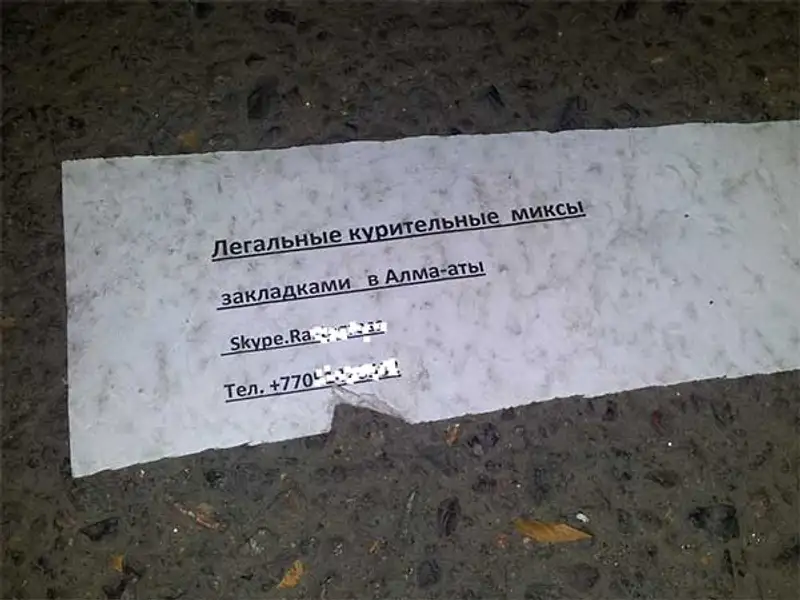 Легальные курительные миксы
закладками в Алма-аты
Skype.Ra
Тел. +770